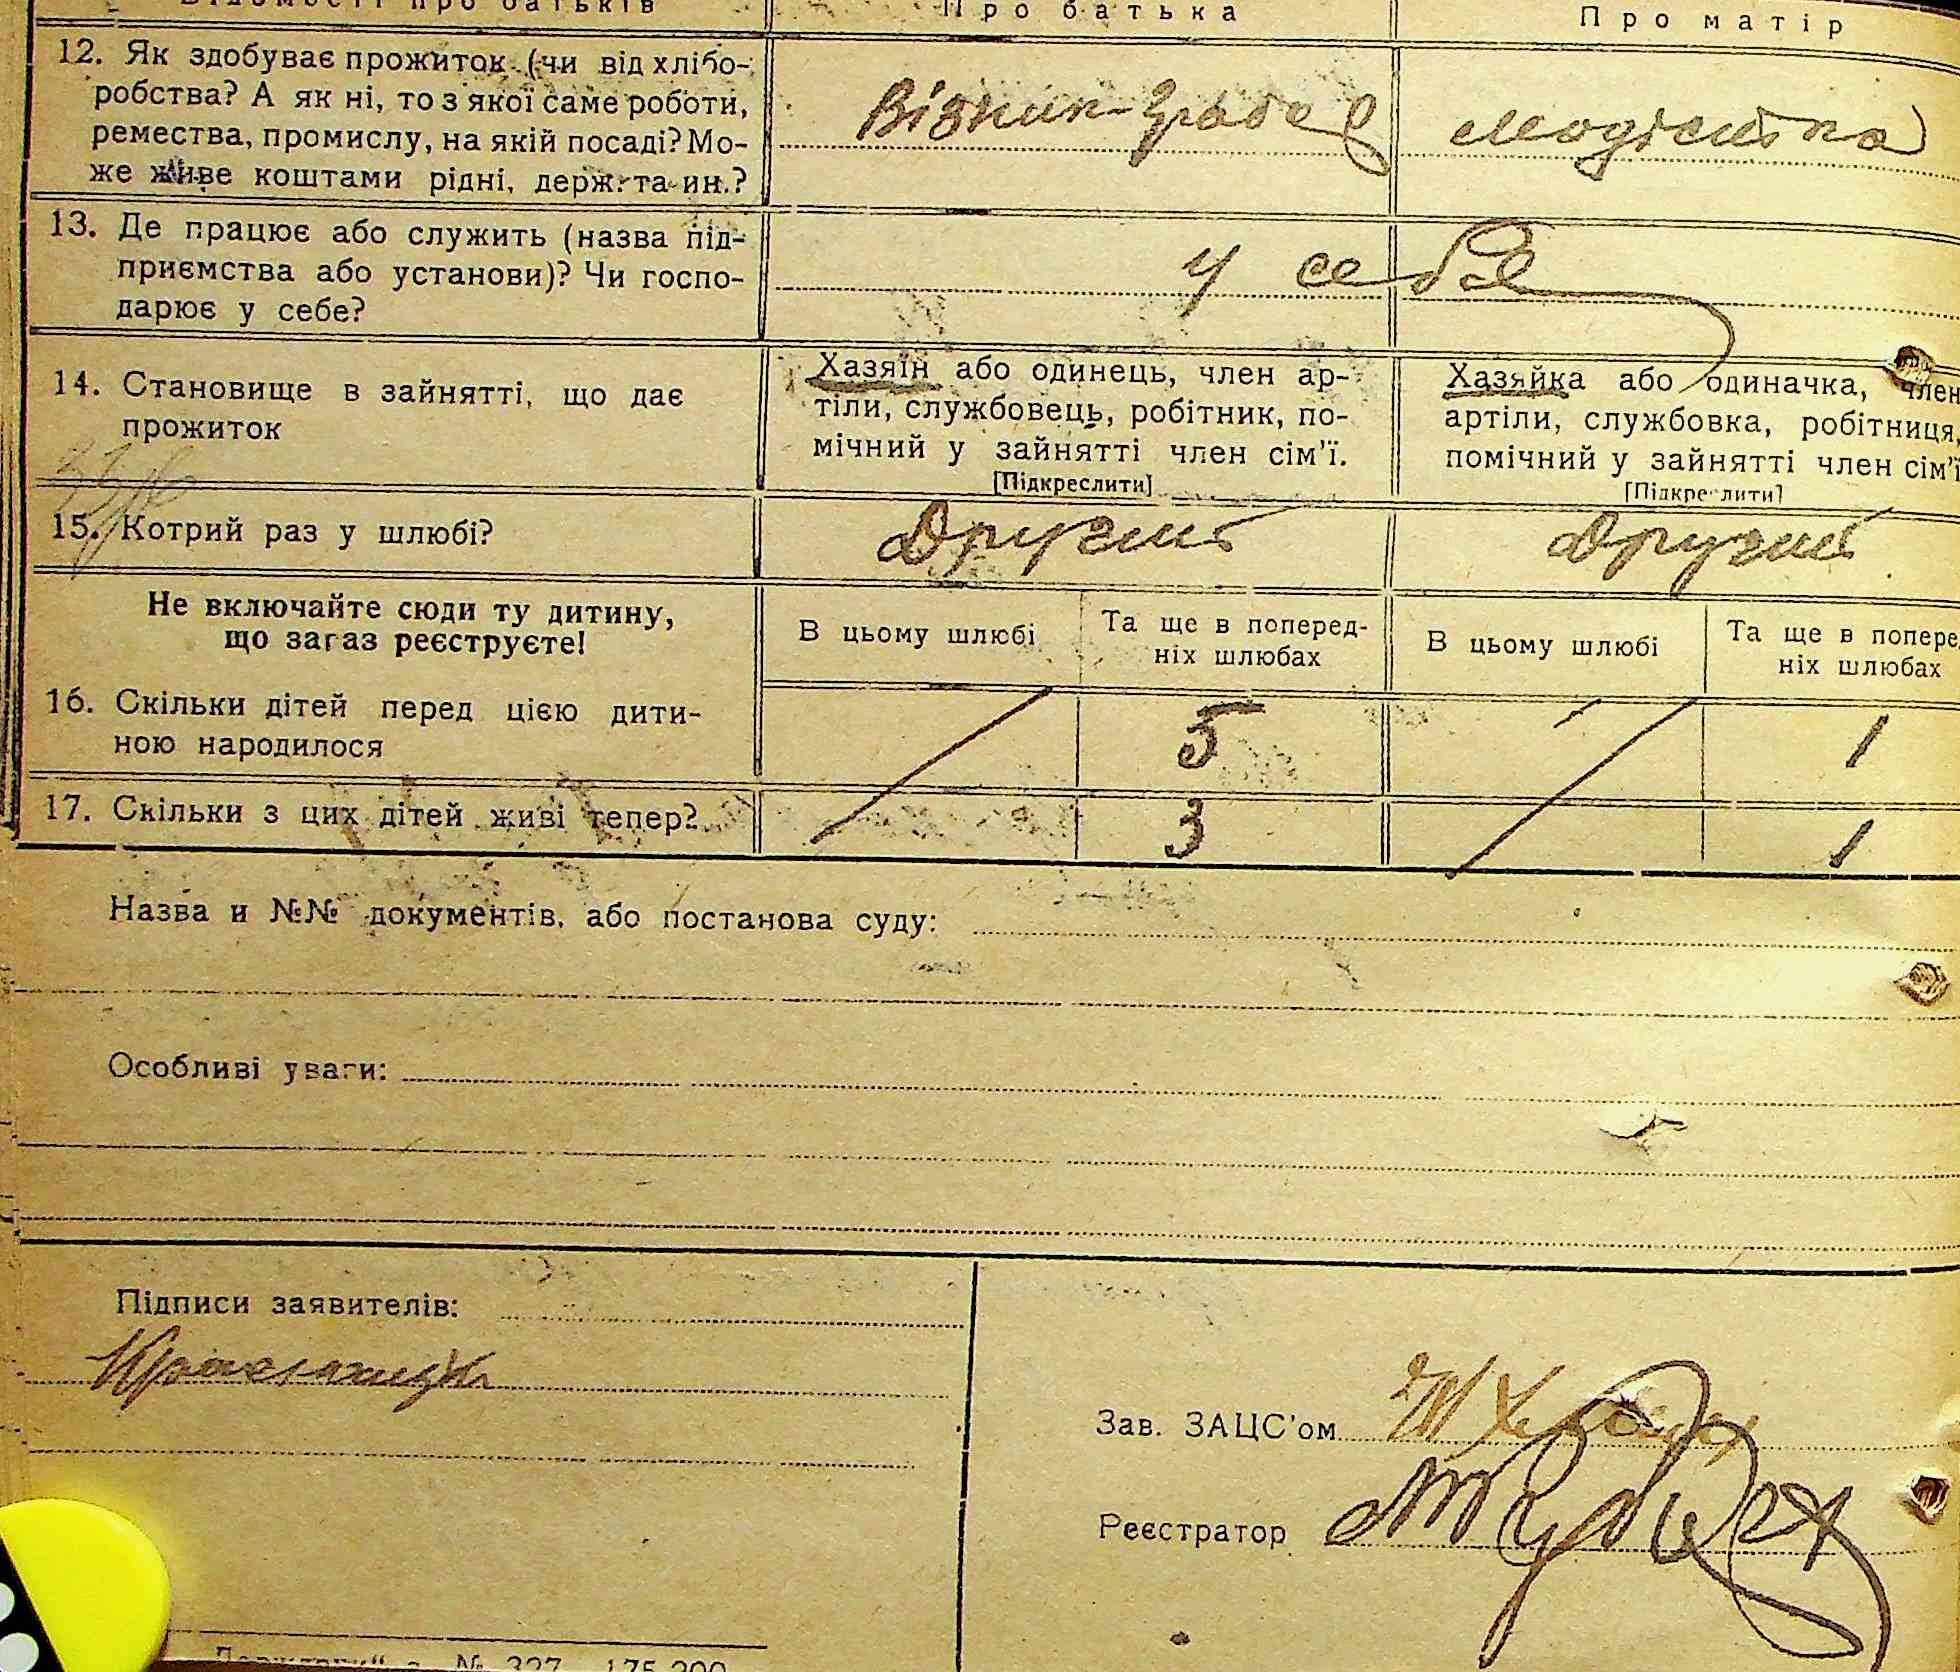 Відомості про батьків
Про батька
Про матір
12. Як здобуває прожиток (чи від хлібо-
робства? А як ні, то з якої саме роботи,
ремества, промислу, на якій посаді? Мо-
же живе коштами рідні, держ. та ин.?
Візник-
модистка
13. Де працює або служить (назва під-
приємства або установи)? Чи госпо-
дарює у себе?
у себе
14. Становище в зайнятті, що дає
прожиток
Хазяїн або одинець, член ар-
тіли, службовець, робітник, по-
мічний у зайнятті член сім'ї.
[Підкреслити]
Хазяйка або одиначка, член
артіли, службовка, робітниця,
помічний у зайнятті член сім'ї
[Підкреслити]
15. Котрий раз у шлюбі?
Другий
Другий
Не включайте сюди ту дитину,
що зараз реєструєте!
В цьому шлюбі
Та ще в поперед-
ніх шлюбах
В цьому шлюбі
Та ще в попере
ніх шлюбах
16. Скільки дітей перед цією дити-
ною народилося
5
1
17. Скільки з цих дітей живі тепер?
3
1
Назва и №№ документів, або постанова суду:
Особливі уваги:
Підписи заявителів:
Зав. ЗАЦС'ом
Реєстратор
№ 327 175.200